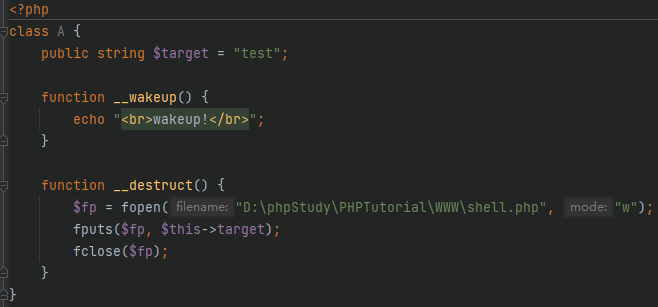 <?php
class A {
    public string $target = "test";

    function __wakeup() {
        echo "<br>wakeup!</br>";
    }

    function __destruct() {
        $fp = fopen( filename: "D:\phpStudy\PHPTutorial\WWW\shell.php", mode: "w");
        fputs($fp, $this->target);
        fclose($fp);
    }
}